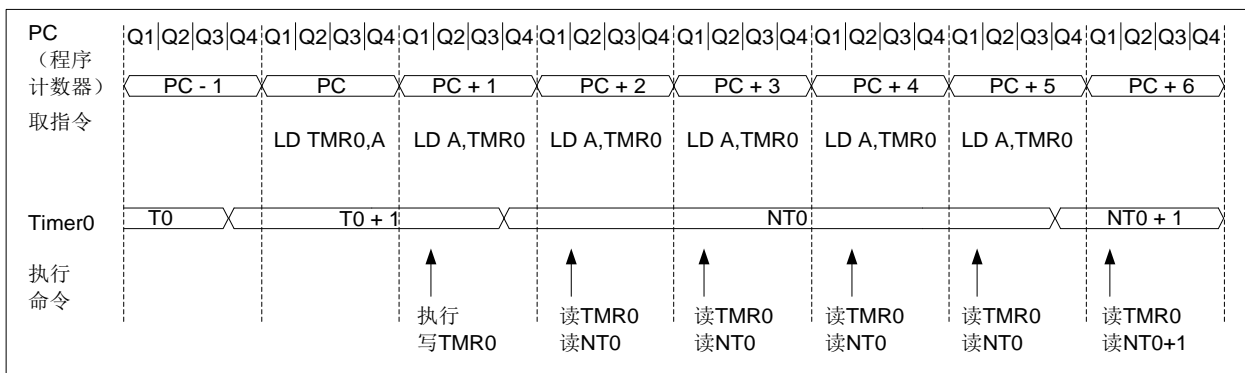 PC
（程序
计数器）
Q1 Q2 Q3 Q4 Q1 Q2 Q3 Q4 Q1 Q2 Q3 Q4 Q1 Q2 Q3 Q4 Q1 Q2 Q3 Q4 Q1 Q2 Q3 Q4 Q1 Q2 Q3 Q4 Q1 Q2 Q3 Q4
PC - 1 PC PC + 1 PC + 2 PC + 3 PC + 4 PC + 5 PC + 6
取指令
LD TMR0,A LD A,TMR0 LD A,TMR0 LD A,TMR0 LD A,TMR0 LD A,TMR0
Timer0 T0 T0 + 1 NT0 NT0 + 1
执行
命令
执行 读TMR0 读TMR0 读TMR0 读TMR0 读TMR0
写TMR0 读NT0 读NT0 读NT0 读NT0 读NT0+1